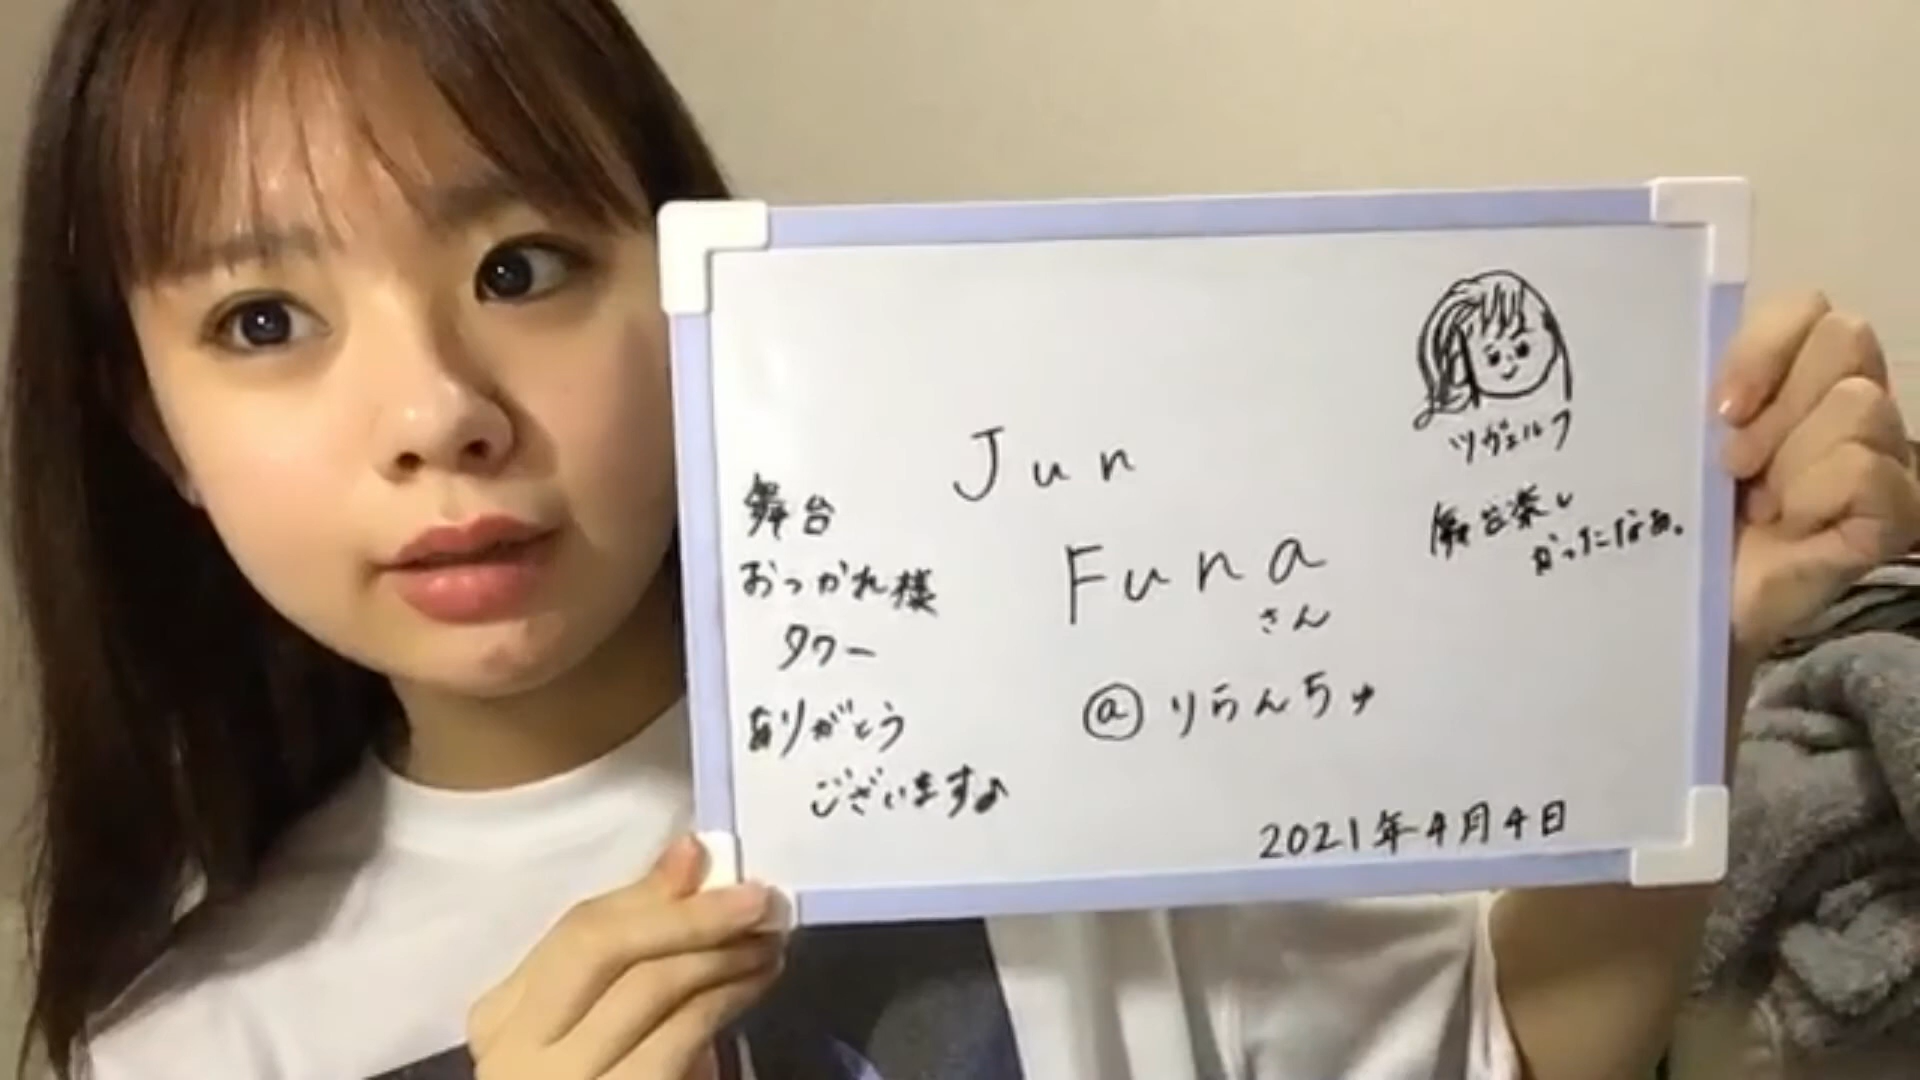 舞台
おっかれ様
タワー
ありがとう
ございます♪
Jun
Funa
さん
@りらんちゅ
ツヴェルフ
舞台楽し
かったなぁ。
2021年4月4日